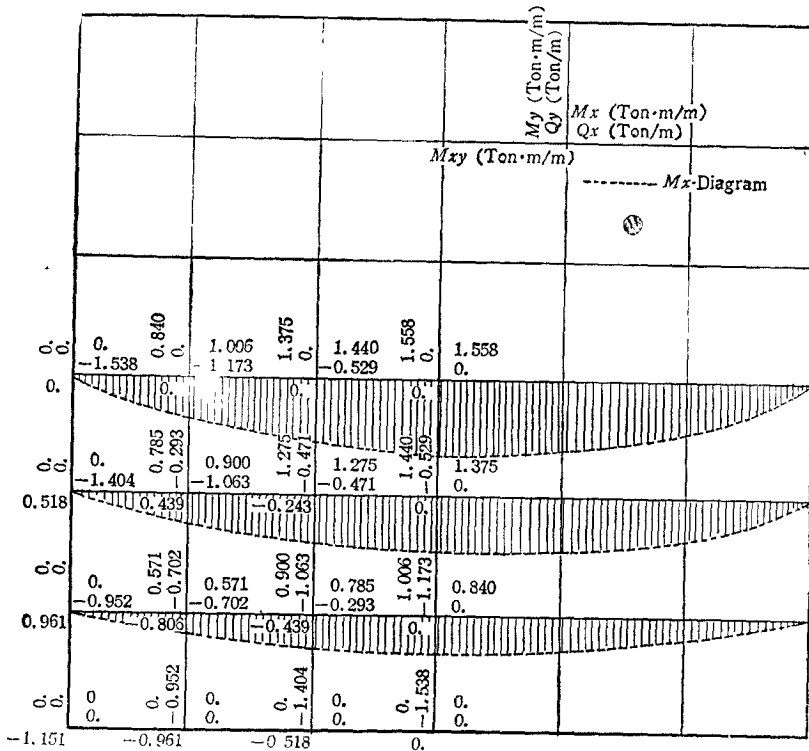 My (Ton·m/m)
Qy (Ton/m)
Mx (Ton·m/m)
Qx (Ton/m)
Mxy (Ton·m/m)
Mx-Diagram
0. 0. 0. 0.840 0. 1.006 1.375 0. 1.440 1.558 0. 1.558
-1.538 -1 173 -0.529 0.
0. 0. 0. 0.
0. 0. 0. 0.785 -0.293 0.900 1.275 -0.471 1.275 1.440 -0.529 1.375
-1.404 -1.063 -0.471 0.
0.518 0.439 -0.243 0.
0. 0. 0. 0.571 -0.702 0.571 0.900 -1.063 0.785 1.006 -1.173 0.840
-0.952 -0.702 -0.293 0.
0.961 -0.806 -0.439 0.
0. 0. 0 0. -0.952 0. 0. -1.404 0. 0. -1.538 0.
0. 0. 0. 0.
-1.151 -0.961 -0 518 0.